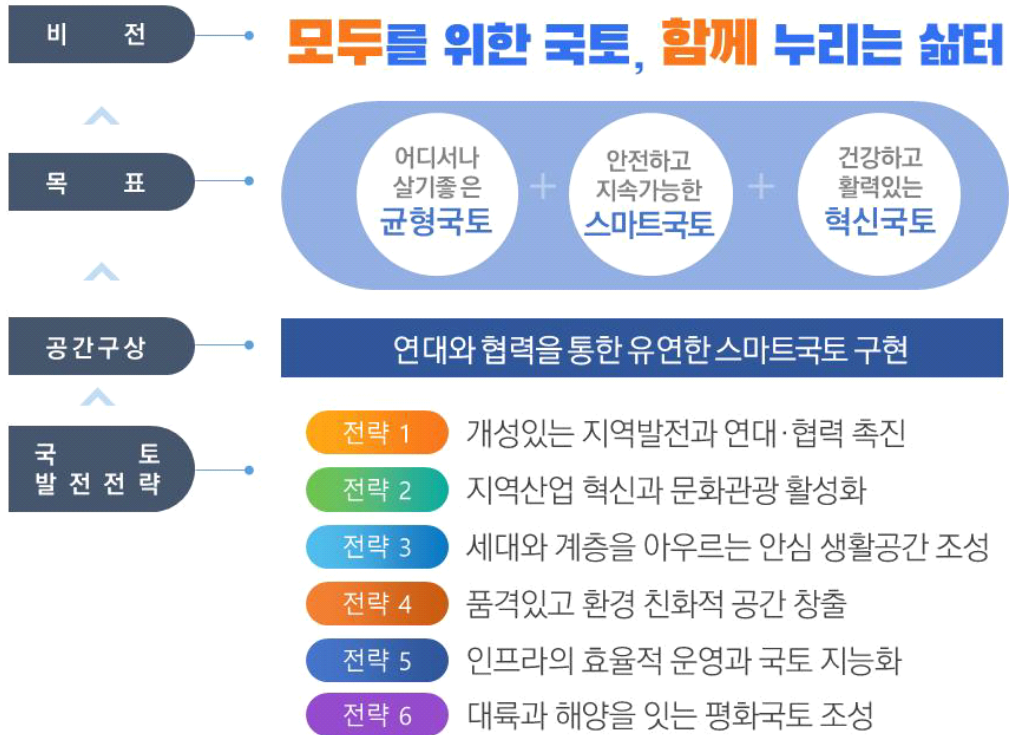 비 전
모두를 위한 국토, 함께 누리는 삶터
목 표
어디서나
살기좋은
균형국토
+
안전하고
지속가능한
스마트국토
+
건강하고
활력있는
혁신국토
공간구상
연대와 협력을 통한 유연한 스마트국토 구현
국 토
발 전 전 략
전략 1 개성있는 지역발전과 연대·협력 촉진
전략 2 지역산업 혁신과 문화관광 활성화
전략 3 세대와 계층을 아우르는 안심 생활공간 조성
전략 4 품격있고 환경 친화적 공간 창출
전략 5 인프라의 효율적 운영과 국토 지능화
전략 6 대륙과 해양을 잇는 평화국토 조성